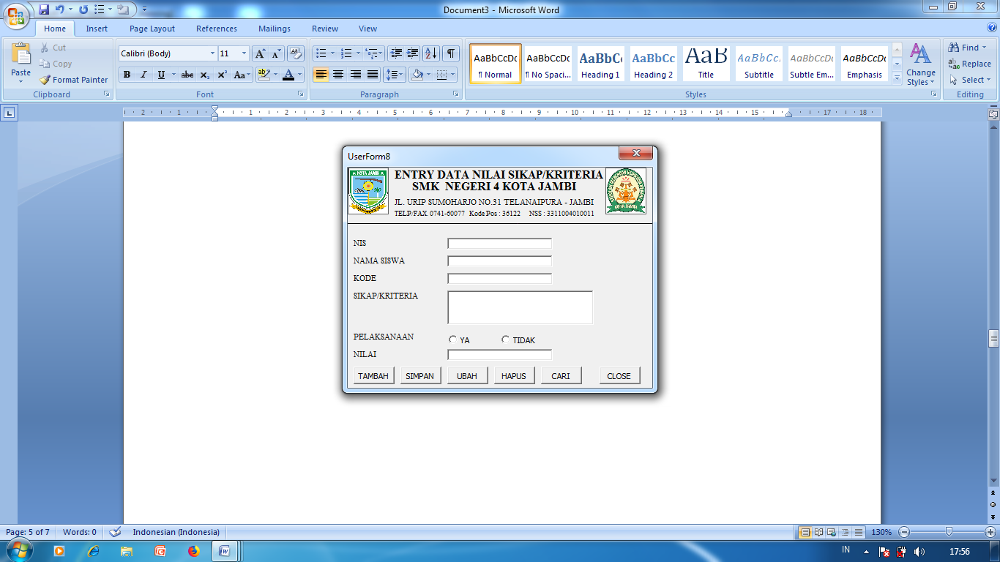 Document3 - Microsoft Word
Home Insert Page Layout References Mailings Review View
Paste
Cut
Copy
Format Painter
Clipboard
Calibri (Body) 11
B I U abc x₂ x² Aa
Font
Paragraph
AaBbCcDc AaBbCcDc AaBbC AaBbCc AaB AaBbCc. AaBbCcDc AaBbCcDc
¶ Normal ¶ No Spaci... Heading 1 Heading 2 Title Subtitle Subtle Em... Emphasis
Change Styles
Styles
Find
Replace
Select
Editing
2 1 1 2 3 4 5 6 7 8 9 10 11 12 13 14 15 17 18
UserForm8
KOTA JAMBI
ENTRY DATA NILAI SIKAP/KRITERIA
SMK NEGERI 4 KOTA JAMBI
JL. URIP SUMOHARJO NO.31 TELANAIPURA - JAMBI
TELP/FAX. 0741-60077 Kode Pos : 36122 NSS : 3311004010011
NIS
NAMA SISWA
KODE
SIKAP/KRITERIA
PELAKSANAAN YA TIDAK
NILAI
TAMBAH SIMPAN UBAH HAPUS CARI CLOSE
Page: 5 of 7 Words: 0 Indonesian (Indonesia) 130%
IN 17:56